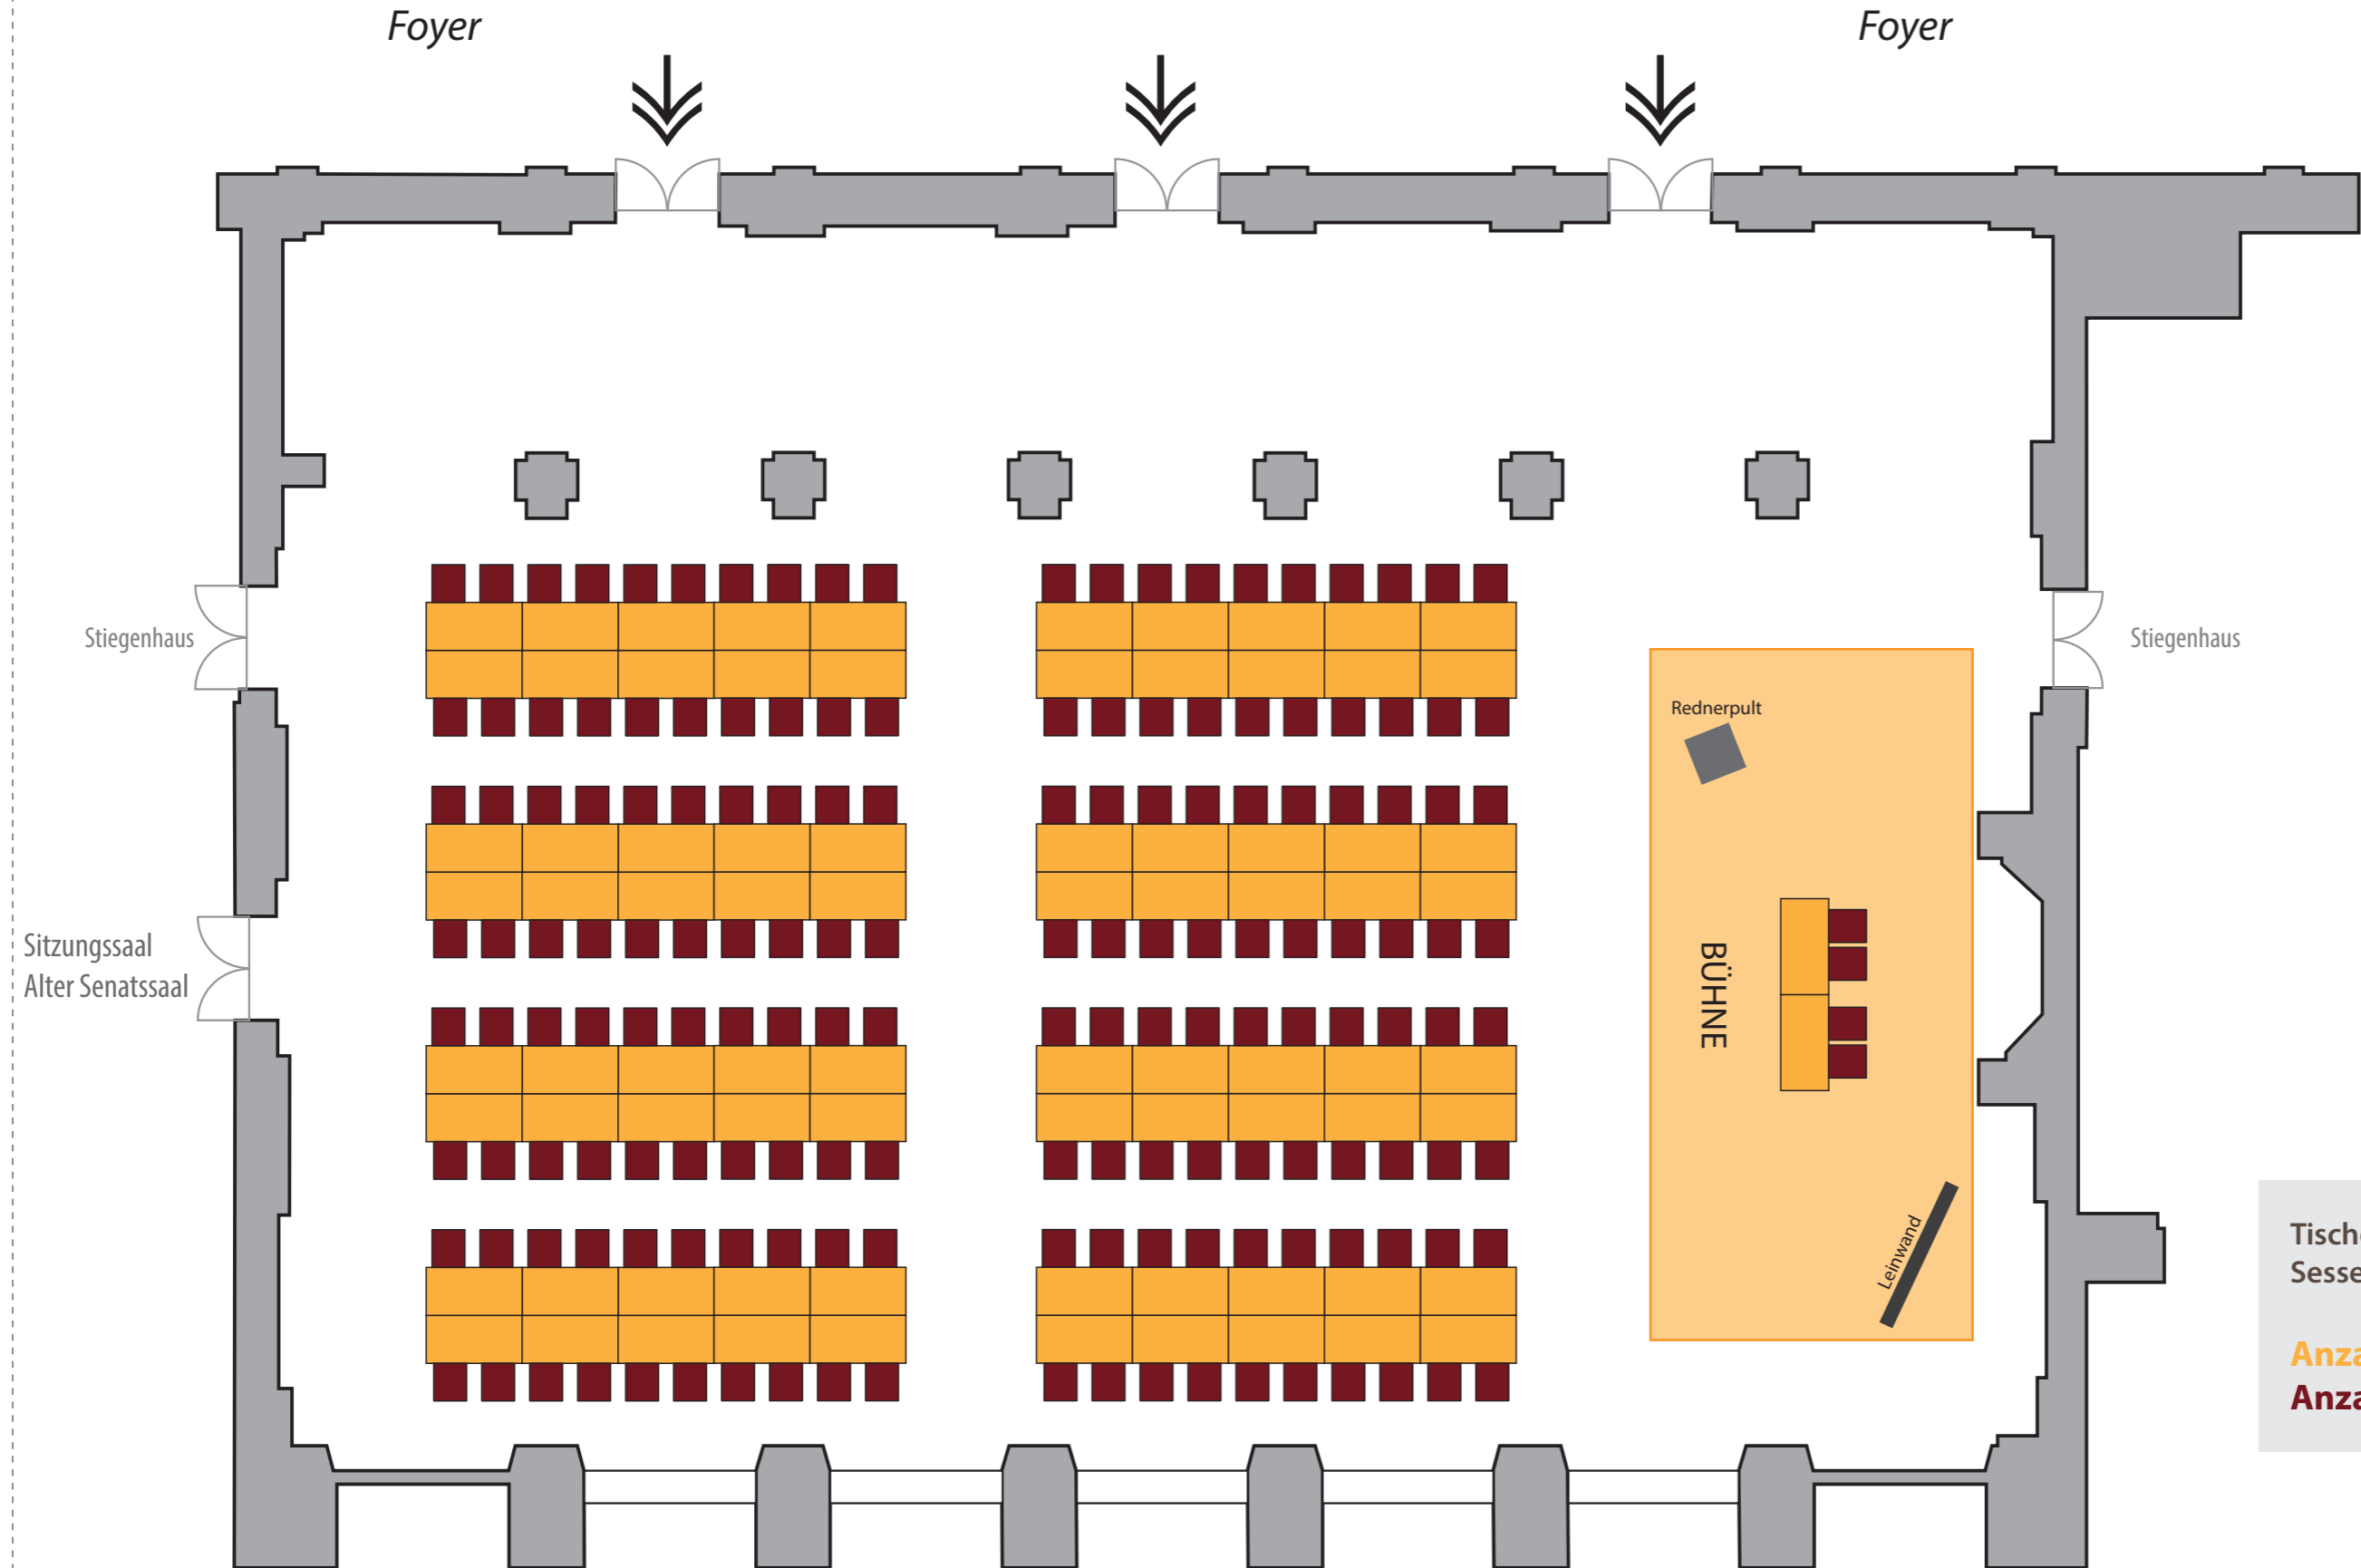 Foyer
Foyer
Stiegenhaus
Stiegenhaus
Rednerpult
Sitzungssaal
Alter Senatssaal
BÜHNE
Leinwand